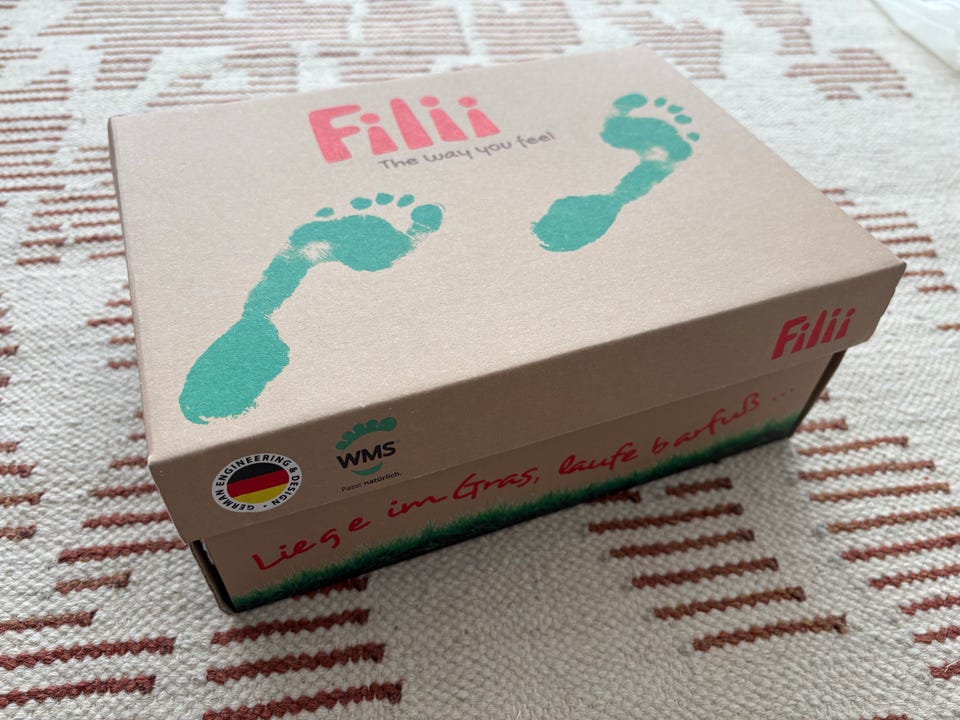 Filii
The way you feel
Filii
GERMAN ENGINEERING & DESIGN
WMS
Passt natürlich.
Liege im Gras, laufe barfuß ...